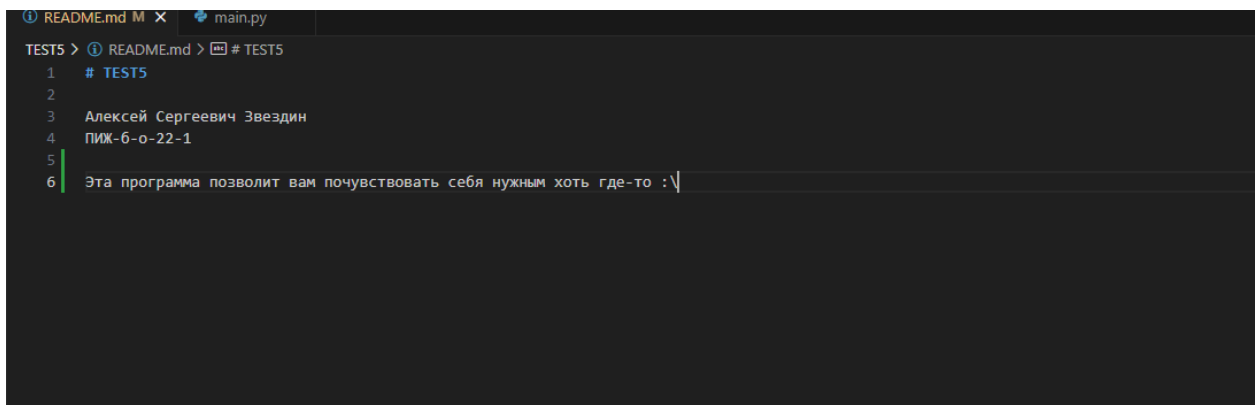 README.md M X main.py
TEST5 > README.md > # TEST5
1 # TEST5
2
3 Алексей Сергеевич Звездин
4 ПИЖ-б-о-22-1
5
6 Эта программа позволит вам почувствовать себя нужным хоть где-то :\